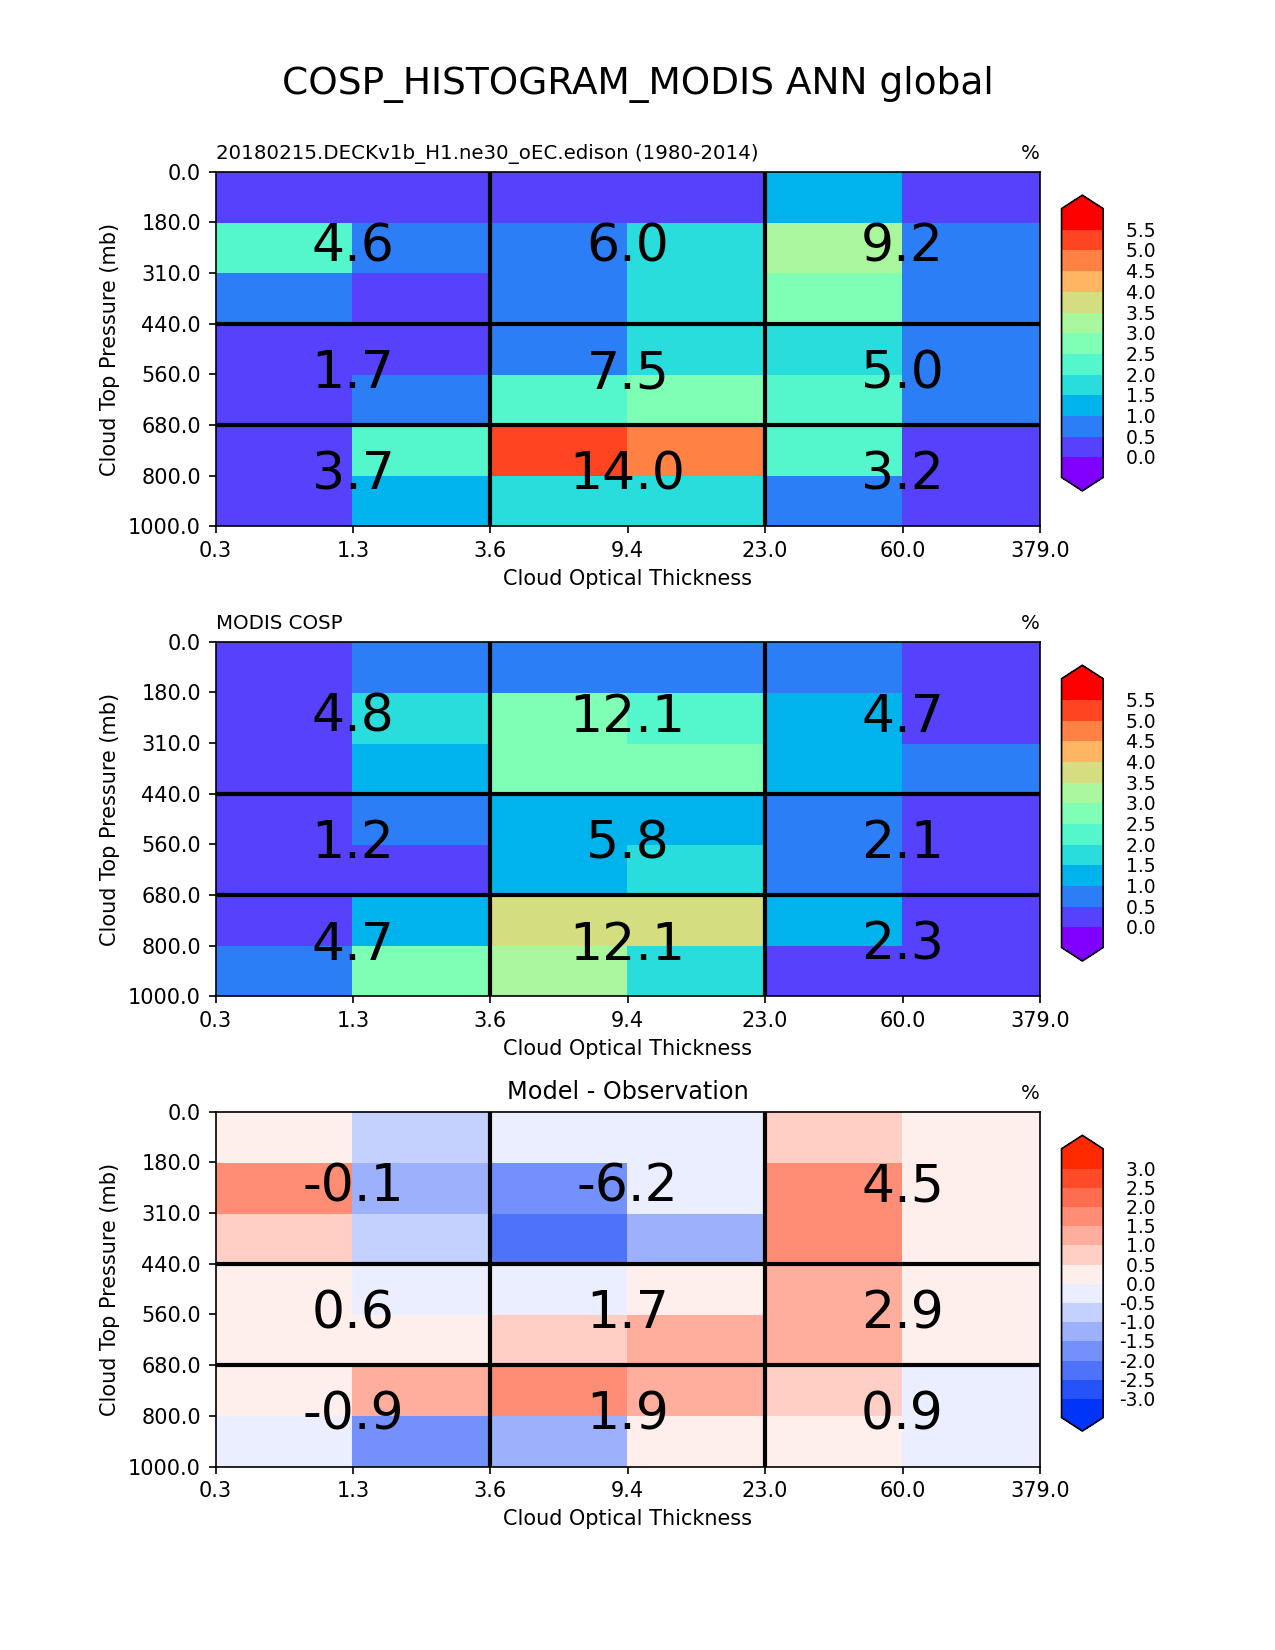 COSP_HISTOGRAM_MODIS ANN global
20180215.DECKv1b_H1.ne30_oEC.edison (1980-2014) %
0.0
180.0
310.0
440.0
560.0
680.0
800.0
1000.0
Cloud Top Pressure (mb)
4.6 6.0 9.2
1.7 7.5 5.0
3.7 14.0 3.2
0.3 1.3 3.6 9.4 23.0 60.0 379.0
Cloud Optical Thickness
5.5
5.0
4.5
4.0
3.5
3.0
2.5
2.0
1.5
1.0
0.5
0.0
MODIS COSP %
0.0
180.0
310.0
440.0
560.0
680.0
800.0
1000.0
Cloud Top Pressure (mb)
4.8 12.1 4.7
1.2 5.8 2.1
4.7 12.1 2.3
0.3 1.3 3.6 9.4 23.0 60.0 379.0
Cloud Optical Thickness
5.5
5.0
4.5
4.0
3.5
3.0
2.5
2.0
1.5
1.0
0.5
0.0
Model - Observation %
0.0
180.0
310.0
440.0
560.0
680.0
800.0
1000.0
Cloud Top Pressure (mb)
-0.1 -6.2 4.5
0.6 1.7 2.9
-0.9 1.9 0.9
0.3 1.3 3.6 9.4 23.0 60.0 379.0
Cloud Optical Thickness
3.0
2.5
2.0
1.5
1.0
0.5
0.0
-0.5
-1.0
-1.5
-2.0
-2.5
-3.0